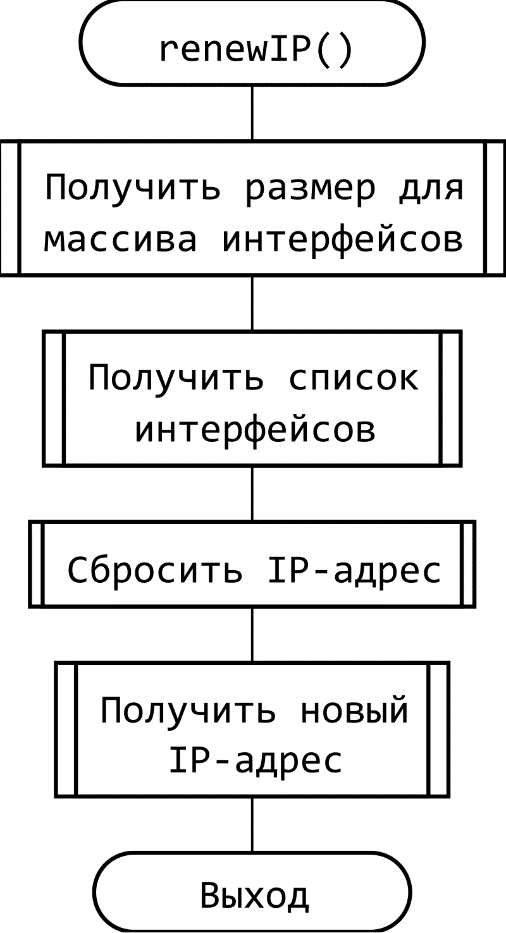 renewIP()
Получить размер для
массива интерфейсов
Получить список
интерфейсов
Сбросить IP-адрес
Получить новый
IP-адрес
Выход